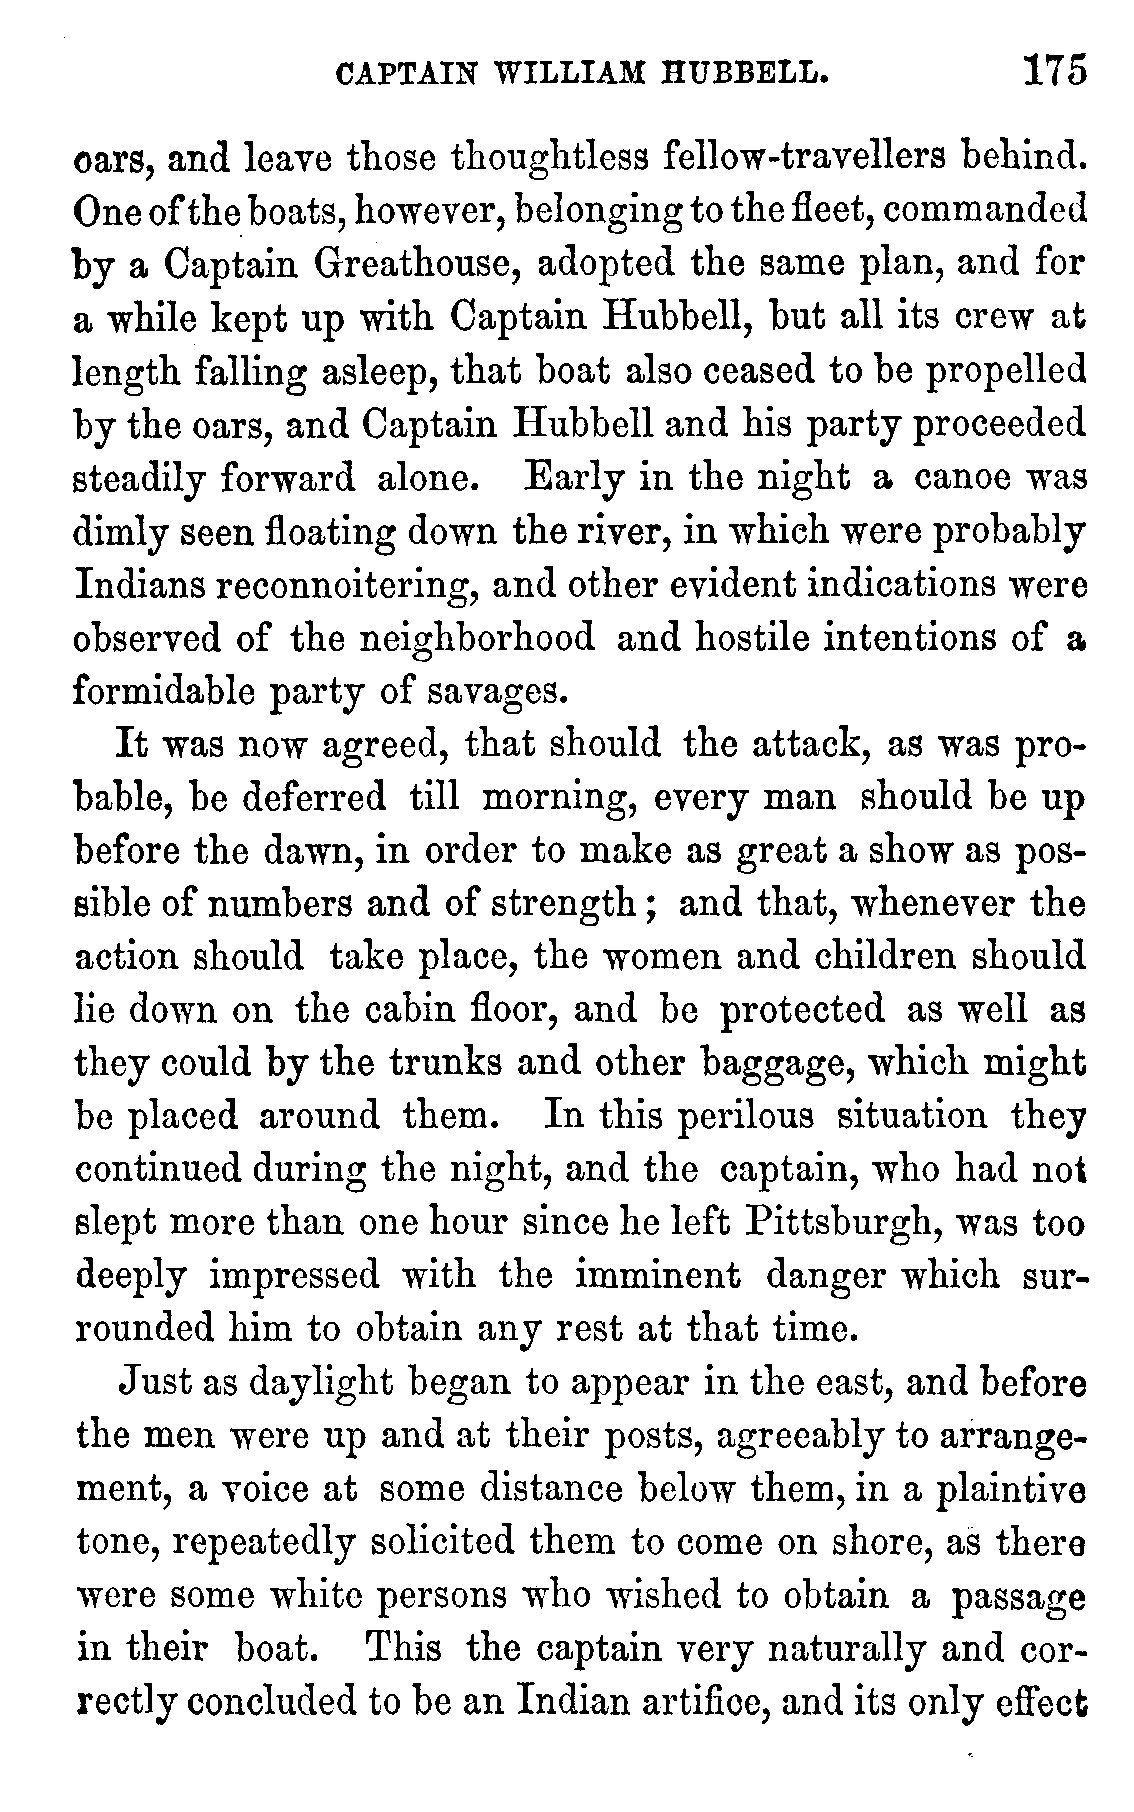 CAPTAIN WILLIAM HUBBELL. 175
oars, and leave those thoughtless fellow-travellers behind.
One of the boats, however, belonging to the fleet, commanded
by a Captain Greathouse, adopted the same plan, and for
a while kept up with Captain Hubbell, but all its crew at
length falling asleep, that boat also ceased to be propelled
by the oars, and Captain Hubbell and his party proceeded
steadily forward alone. Early in the night a canoe was
dimly seen floating down the river, in which were probably
Indians reconnoitering, and other evident indications were
observed of the neighborhood and hostile intentions of a
formidable party of savages.
It was now agreed, that should the attack, as was pro-
bable, be deferred till morning, every man should be up
before the dawn, in order to make as great a show as pos-
sible of numbers and of strength; and that, whenever the
action should take place, the women and children should
lie down on the cabin floor, and be protected as well as
they could by the trunks and other baggage, which might
be placed around them. In this perilous situation they
continued during the night, and the captain, who had not
slept more than one hour since he left Pittsburgh, was too
deeply impressed with the imminent danger which sur-
rounded him to obtain any rest at that time.
Just as daylight began to appear in the east, and before
the men were up and at their posts, agreeably to arrange-
ment, a voice at some distance below them, in a plaintive
tone, repeatedly solicited them to come on shore, as there
were some white persons who wished to obtain a passage
in their boat. This the captain very naturally and cor-
rectly concluded to be an Indian artifice, and its only effect